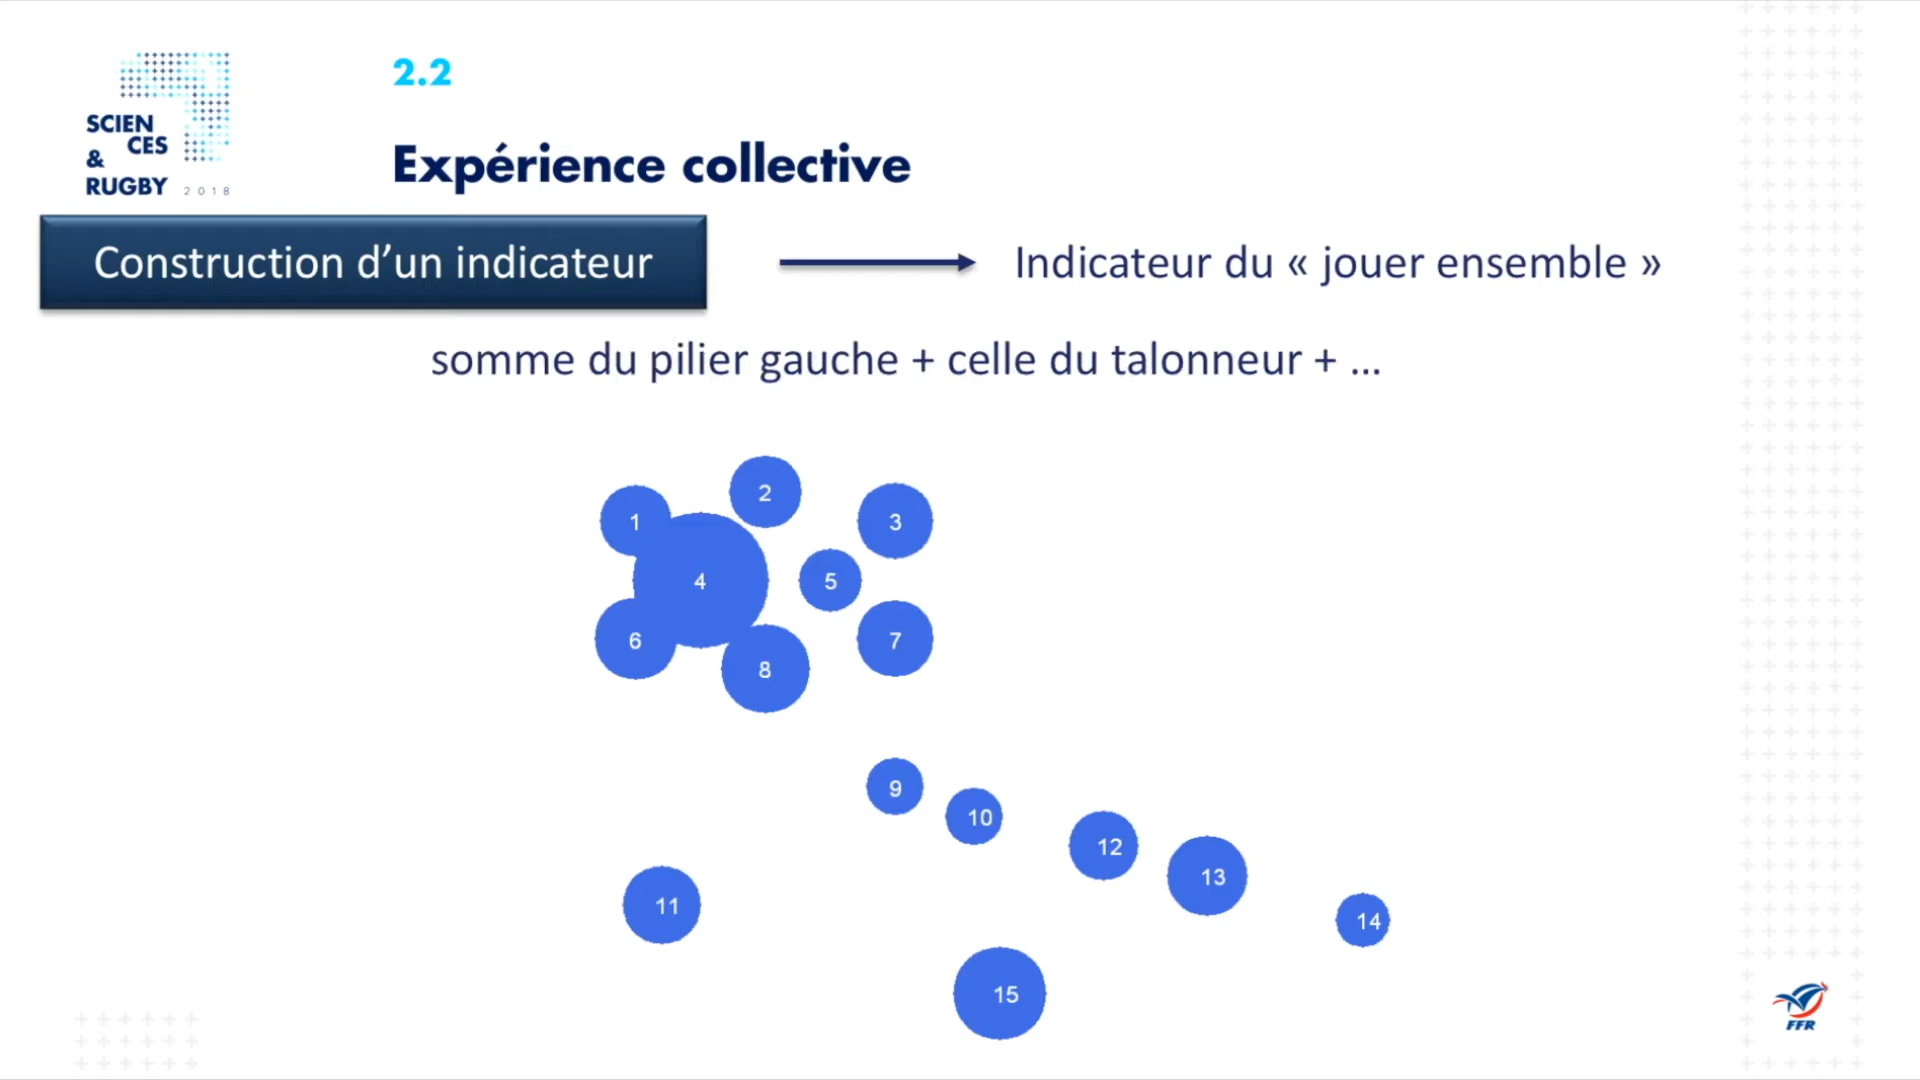 SCIEN
CES
&
RUGBY 2018
2.2
Expérience collective
Construction d’un indicateur
Indicateur du « jouer ensemble »
somme du pilier gauche + celle du talonneur + ...
2
1
3
4
5
6
7
8
9
10
12
13
11
14
15
FFR